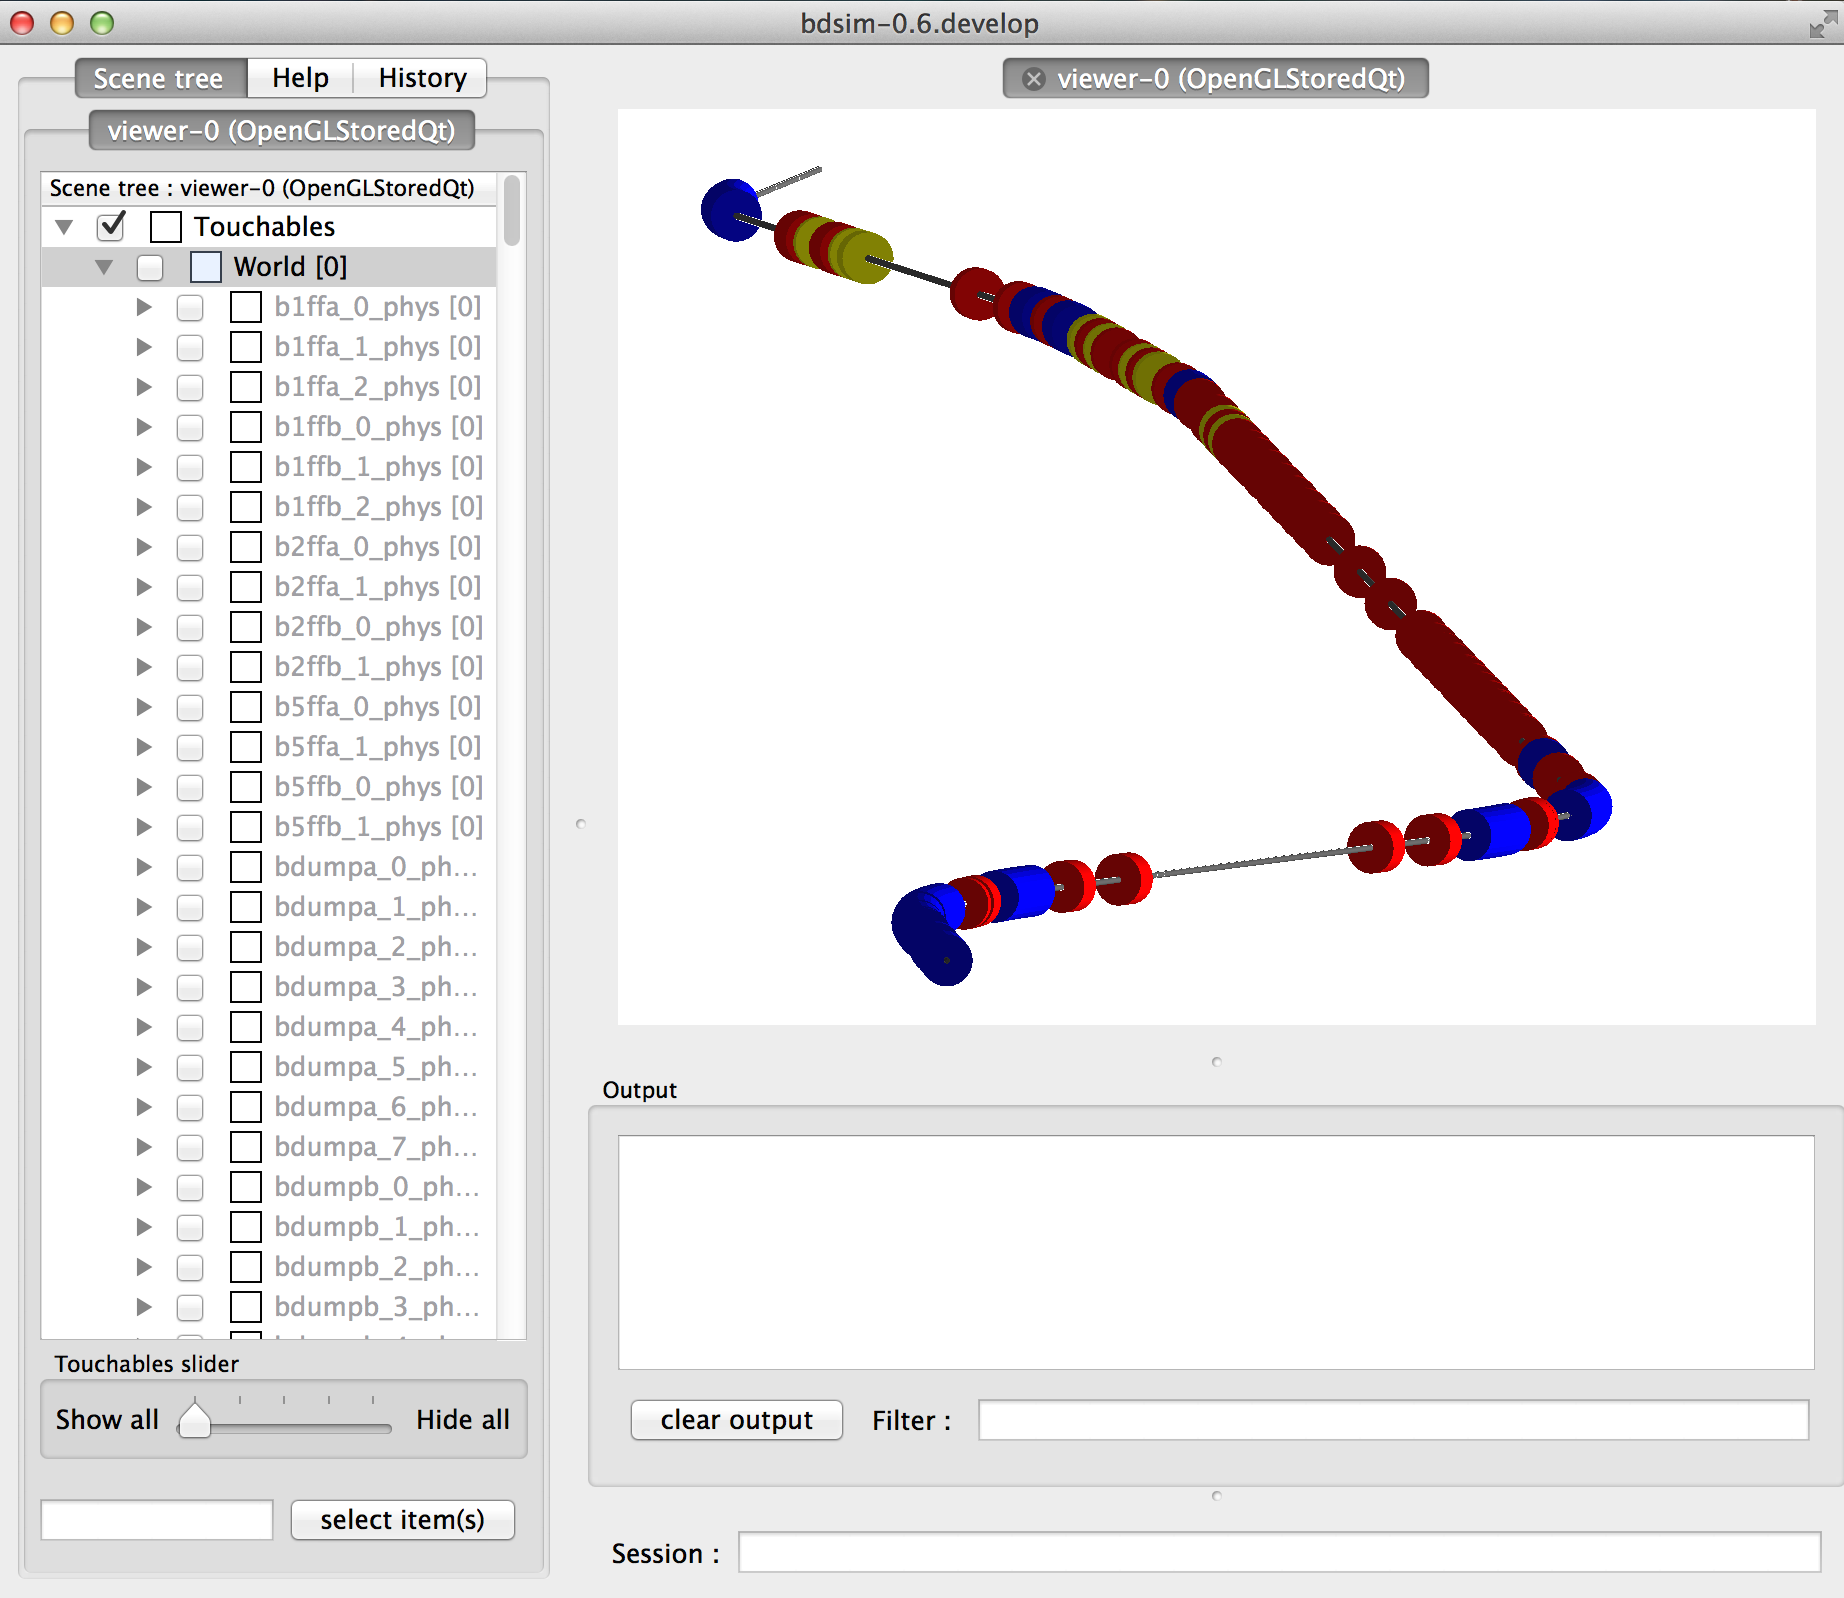 bdsim-0.6.develop
Scene tree
Help
History
viewer-0 (OpenGLStoredQt)
Scene tree : viewer-0 (OpenGLStoredQt)
Touchables
World [0]
b1ffa_0_phys [0]
b1ffa_1_phys [0]
b1ffa_2_phys [0]
b1ffb_0_phys [0]
b1ffb_1_phys [0]
b1ffb_2_phys [0]
b2ffa_0_phys [0]
b2ffa_1_phys [0]
b2ffb_0_phys [0]
b2ffb_1_phys [0]
b5ffa_0_phys [0]
b5ffa_1_phys [0]
b5ffb_0_phys [0]
b5ffb_1_phys [0]
bdumpa_0_ph...
bdumpa_1_ph...
bdumpa_2_ph...
bdumpa_3_ph...
bdumpa_4_ph...
bdumpa_5_ph...
bdumpa_6_ph...
bdumpa_7_ph...
bdumpb_0_ph...
bdumpb_1_ph...
bdumpb_2_ph...
bdumpb_3_ph...
Touchables slider
Show all
Hide all
select item(s)
viewer-0 (OpenGLStoredQt)
Output
clear output
Filter :
Session :